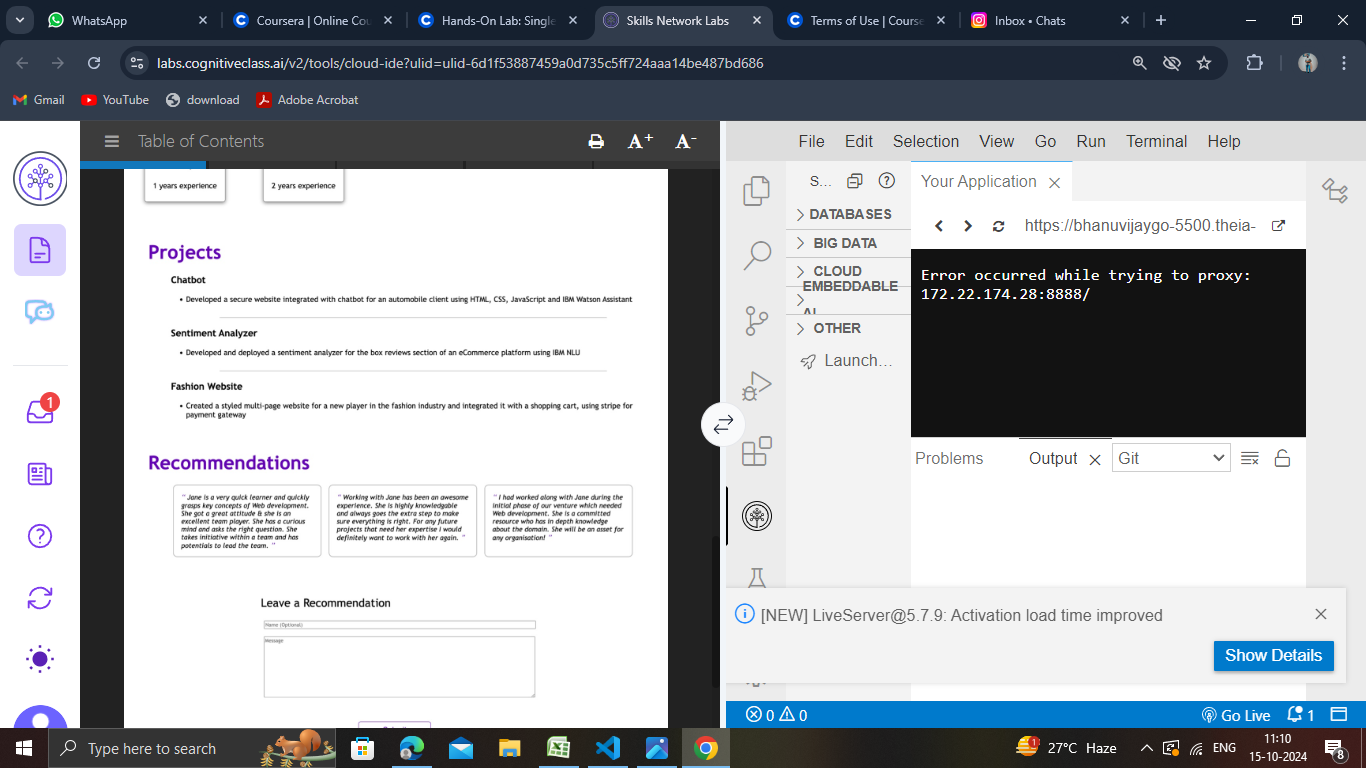 WhatsApp
Coursera | Online Cou
Hands-On Lab: Single
Skills Network Labs
Terms of Use | Course
Inbox • Chats
labs.cognitiveclass.ai/v2/tools/cloud-ide?ulid=ulid-6d1f53887459a0d735c5ff724aaa14be487bd686
Gmail
YouTube
download
Adobe Acrobat
Table of Contents
A+ A-
1
1 years experience
2 years experience
Projects
Chatbot
• Developed a secure website integrated with chatbot for an automobile client using HTML, CSS, JavaScript and IBM Watson Assistant
Sentiment Analyzer
• Developed and deployed a sentiment analyzer for the box reviews section of an eCommerce platform using IBM NLU
Fashion Website
• Created a styled multi-page website for a new player in the fashion industry and integrated it with a shopping cart, using stripe for
payment gateway
Recommendations
" Jane is a very quick learner and quickly
grasps key concepts of Web development.
She got a great attitude & she is an
excellent team player. She has a curious
mind and asks the right question. She
takes initiative within a team and has
potentials to lead the team. "
" Working with Jane has been an awesome
experience. She is highly knowledgable
and always goes the extra step to make
sure everything is right. For any future
projects that need her expertise I would
definitely want to work with her again. "
" I had worked along with Jane during the
initial phase of our venture which needed
Web development. She is a committed
resource who has in depth knowledge
about the domain. She will be an asset for
any organisation! "
Leave a Recommendation
Name (Optional)
Message
File Edit Selection View Go Run Terminal Help
S...
DATABASES
BIG DATA
CLOUD
EMBEDDABLE
AI
OTHER
Launch...
Your Application
https://bhanuvijaygo-5500.theia-
Error occurred while trying to proxy:
172.22.174.28:8888/
Problems
Output
Git
[NEW] LiveServer@5.7.9: Activation load time improved
Show Details
0 0
Go Live
1
Type here to search
1
27°C Haze
ENG
11:10
15-10-2024
8